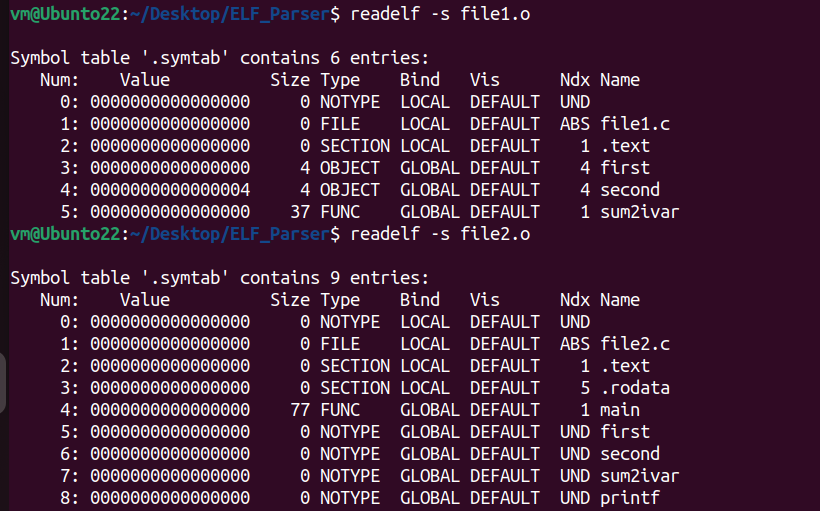 vm@Ubunto22:~/Desktop/ELF_Parser$ readelf -s file1.o

Symbol table '.symtab' contains 6 entries:
   Num:    Value          Size Type    Bind   Vis      Ndx Name
     0: 0000000000000000     0 NOTYPE  LOCAL  DEFAULT  UND
     1: 0000000000000000     0 FILE    LOCAL  DEFAULT  ABS file1.c
     2: 0000000000000000     0 SECTION LOCAL  DEFAULT    1 .text
     3: 0000000000000000     4 OBJECT  GLOBAL DEFAULT    4 first
     4: 0000000000000004     4 OBJECT  GLOBAL DEFAULT    4 second
     5: 0000000000000000    37 FUNC    GLOBAL DEFAULT    1 sum2ivar
vm@Ubunto22:~/Desktop/ELF_Parser$ readelf -s file2.o

Symbol table '.symtab' contains 9 entries:
   Num:    Value          Size Type    Bind   Vis      Ndx Name
     0: 0000000000000000     0 NOTYPE  LOCAL  DEFAULT  UND
     1: 0000000000000000     0 FILE    LOCAL  DEFAULT  ABS file2.c
     2: 0000000000000000     0 SECTION LOCAL  DEFAULT    1 .text
     3: 0000000000000000     0 SECTION LOCAL  DEFAULT    5 .rodata
     4: 0000000000000000    77 FUNC    GLOBAL DEFAULT    1 main
     5: 0000000000000000     0 NOTYPE  GLOBAL DEFAULT  UND first
     6: 0000000000000000     0 NOTYPE  GLOBAL DEFAULT  UND second
     7: 0000000000000000     0 NOTYPE  GLOBAL DEFAULT  UND sum2ivar
     8: 0000000000000000     0 NOTYPE  GLOBAL DEFAULT  UND printf